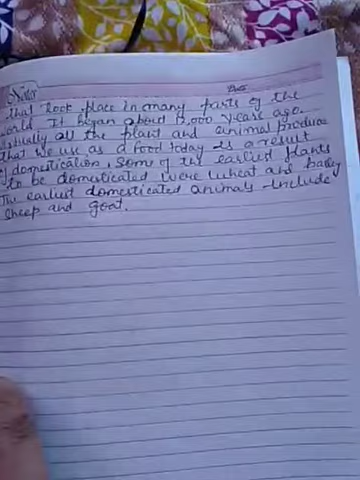 Notes
Date
that took place in many parts of the
world. It began about 12,000 years ago.
all the plant and animal produce
that we use as a food today is a result
of domestication. Some of the earliest plants
to be domesticated were wheat and barley
The earliest domesticated animals include
sheep and goat.